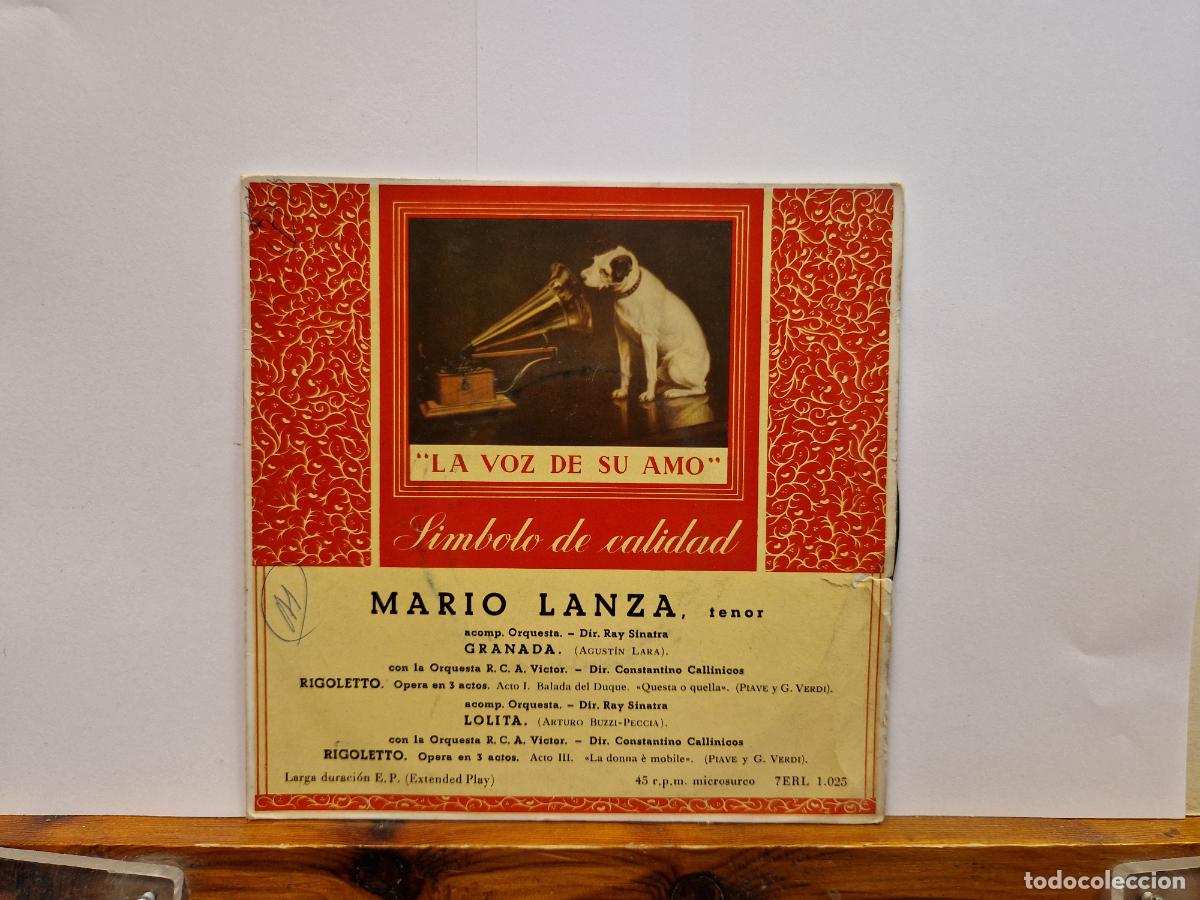 "LA VOZ DE SU AMO"
Símbolo de calidad
MARIO LANZA, tenor
acomp. Orquesta. – Dir. Ray Sinatra
GRANADA. (AGUSTÍN LARA).
con la Orquesta R. C. A. Victor. – Dir. Constantino Callinicos
RIGOLETTO. Opera en 3 actos. Acto I. Balada del Duque. «Questa o quella». (PIAVE y G. VERDI).
acomp. Orquesta. – Dir. Ray Sinatra
LOLITA. (ARTURO BUZZI-PECCIA).
con la Orquesta R. C. A. Victor. – Dir. Constantino Callinicos
RIGOLETTO. Opera en 3 actos. Acto III. «La donna è mobile». (PIAVE y G. VERDI).
Larga duración E. P. (Extended Play) 45 r.p.m. microsurco 7ERL 1.023
todocoleccion